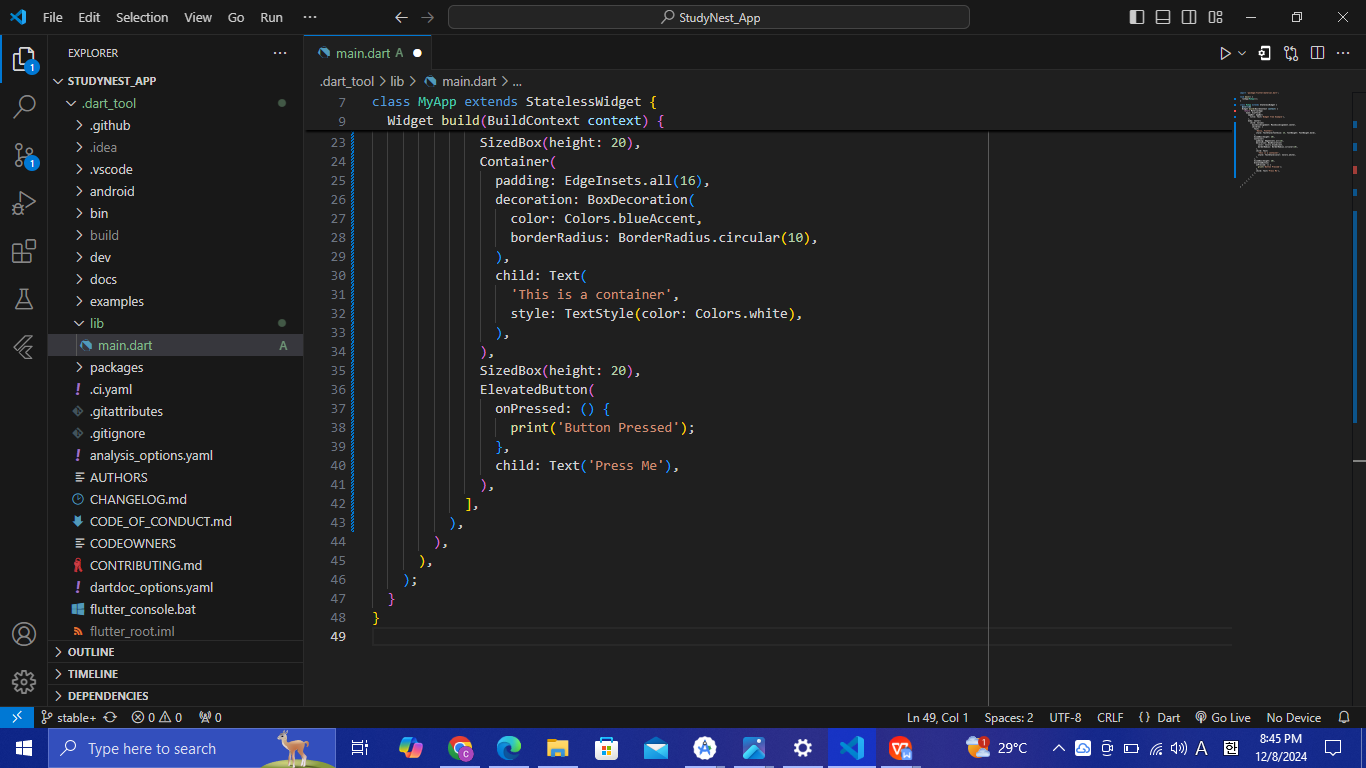 File Edit Selection View Go Run ···
StudyNest_App
EXPLORER
STUDYNEST_APP
.dart_tool
.github
.idea
.vscode
android
bin
build
dev
docs
examples
lib
main.dart A
packages
.ci.yaml
.gitattributes
.gitignore
analysis_options.yaml
AUTHORS
CHANGELOG.md
CODE_OF_CONDUCT.md
CODEOWNERS
CONTRIBUTING.md
dartdoc_options.yaml
flutter_console.bat
flutter_root.iml
OUTLINE
TIMELINE
DEPENDENCIES
1
1
main.dart A
.dart_tool > lib > main.dart > ...
7 class MyApp extends StatelessWidget {
9 Widget build(BuildContext context) {
23 SizedBox(height: 20),
24 Container(
25 padding: EdgeInsets.all(16),
26 decoration: BoxDecoration(
27 color: Colors.blueAccent,
28 borderRadius: BorderRadius.circular(10),
29 ),
30 child: Text(
31 'This is a container',
32 style: TextStyle(color: Colors.white),
33 ),
34 ),
35 SizedBox(height: 20),
36 ElevatedButton(
37 onPressed: () {
38 print('Button Pressed');
39 },
40 child: Text('Press Me'),
41 ),
42 ],
43 ),
44 ),
45 ),
46 );
47 }
48 }
49
stable+ 0 0 0
Ln 49, Col 1 Spaces: 2 UTF-8 CRLF {} Dart Go Live No Device
Type here to search
1 29°C
A 한
8:45 PM
12/8/2024